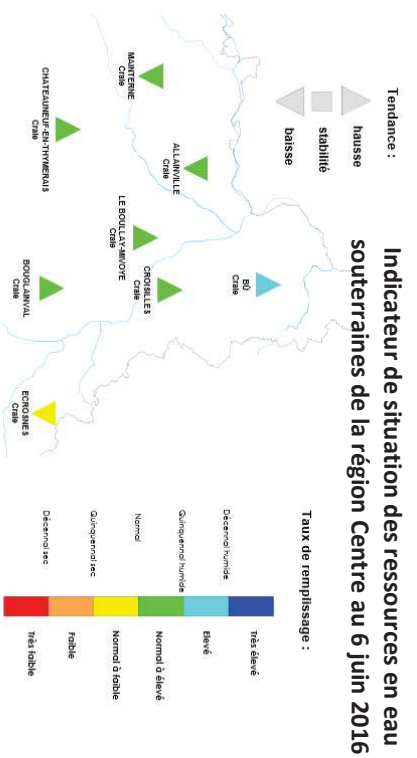 Indicateur de situation des ressources en eau
souterraines de la région Centre au 6 juin 2016
Tendance :
hausse
stabilité
baisse
BÛ
Craie
ALLAINVILLE
Craie
MAINTERNE
Craie
CROISILLES
Craie
LE BOULLAY-MIVOYE
Craie
CHATEAUNEUF-EN-THYMERAIS
Craie
BOUGLAINVAL
Craie
ECROSNES
Craie
Taux de remplissage :
Décennal humide
Quinquennal humide
Normal
Quinquennal sec
Décennal sec
Très élevé
Elevé
Normal à élevé
Normal à faible
Faible
Très faible